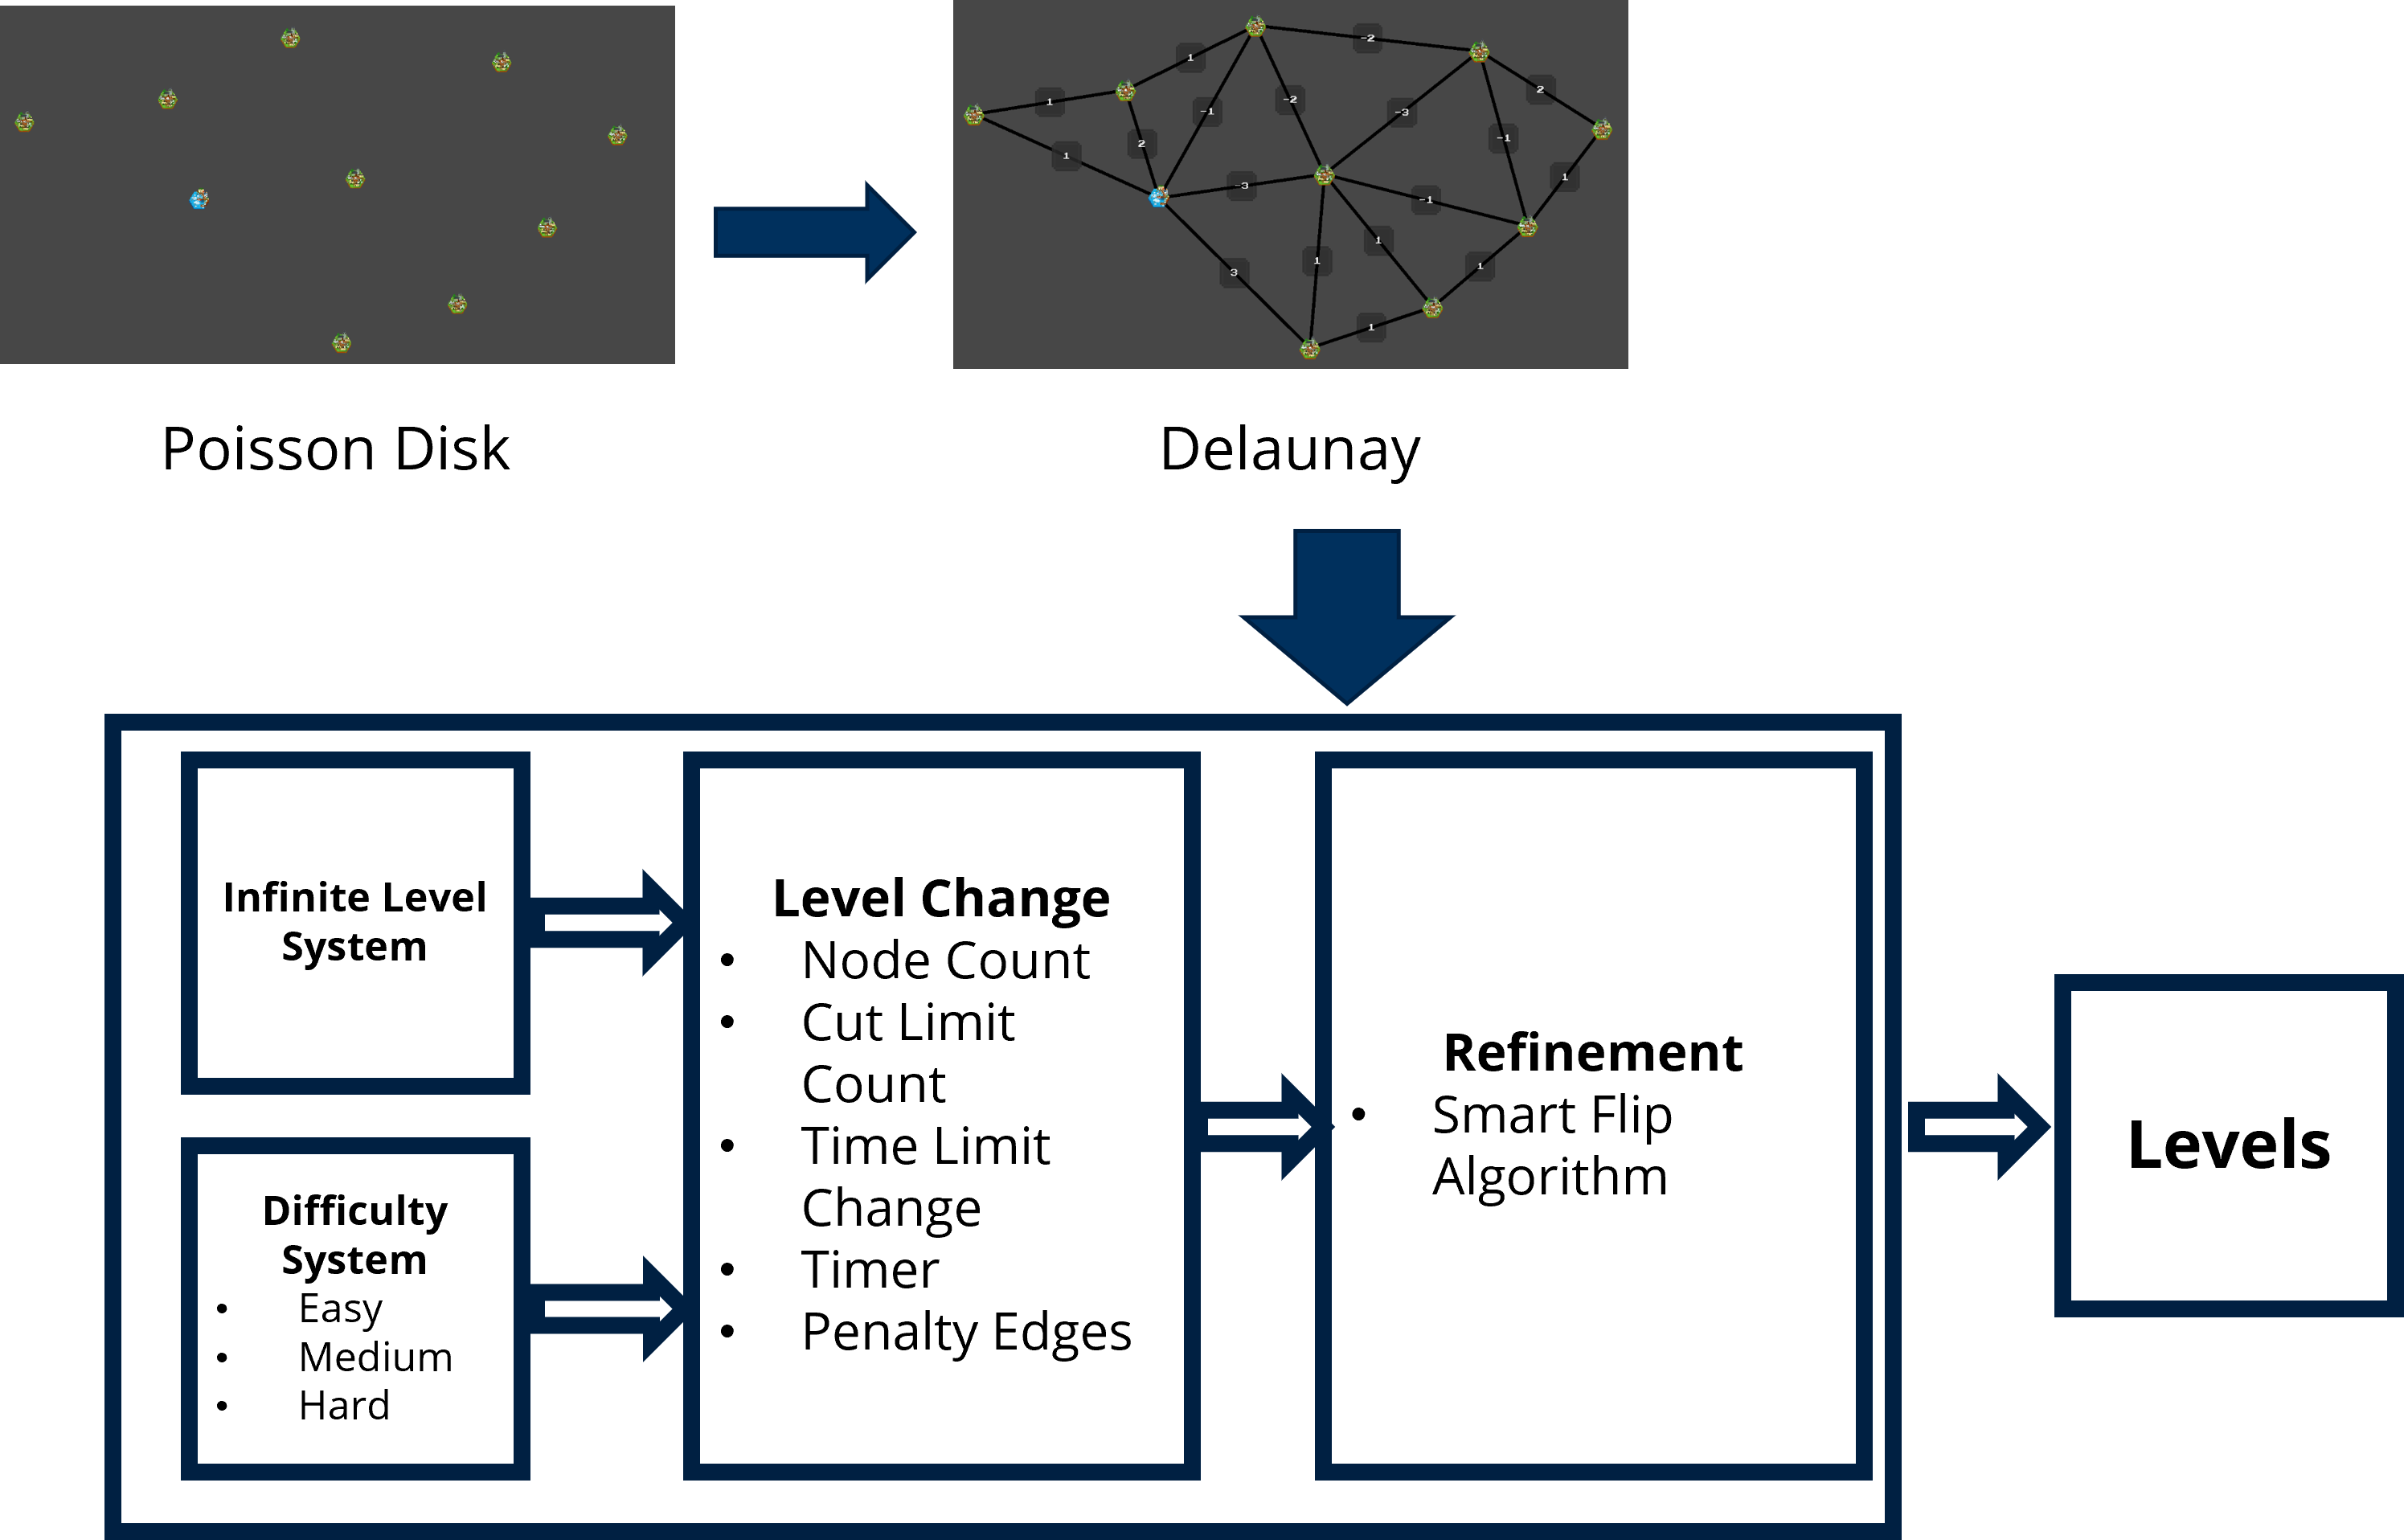 1
-2
1
2
1
-1
-2
-3
-1
2
1
-3
-1
1
3
1
1
1
1
Poisson Disk
Delaunay
Infinite Level
System
Difficulty
System
• Easy
• Medium
• Hard
Level Change
• Node Count
• Cut Limit
Count
• Time Limit
Change
• Timer
• Penalty Edges
Refinement
• Smart Flip
Algorithm
Levels